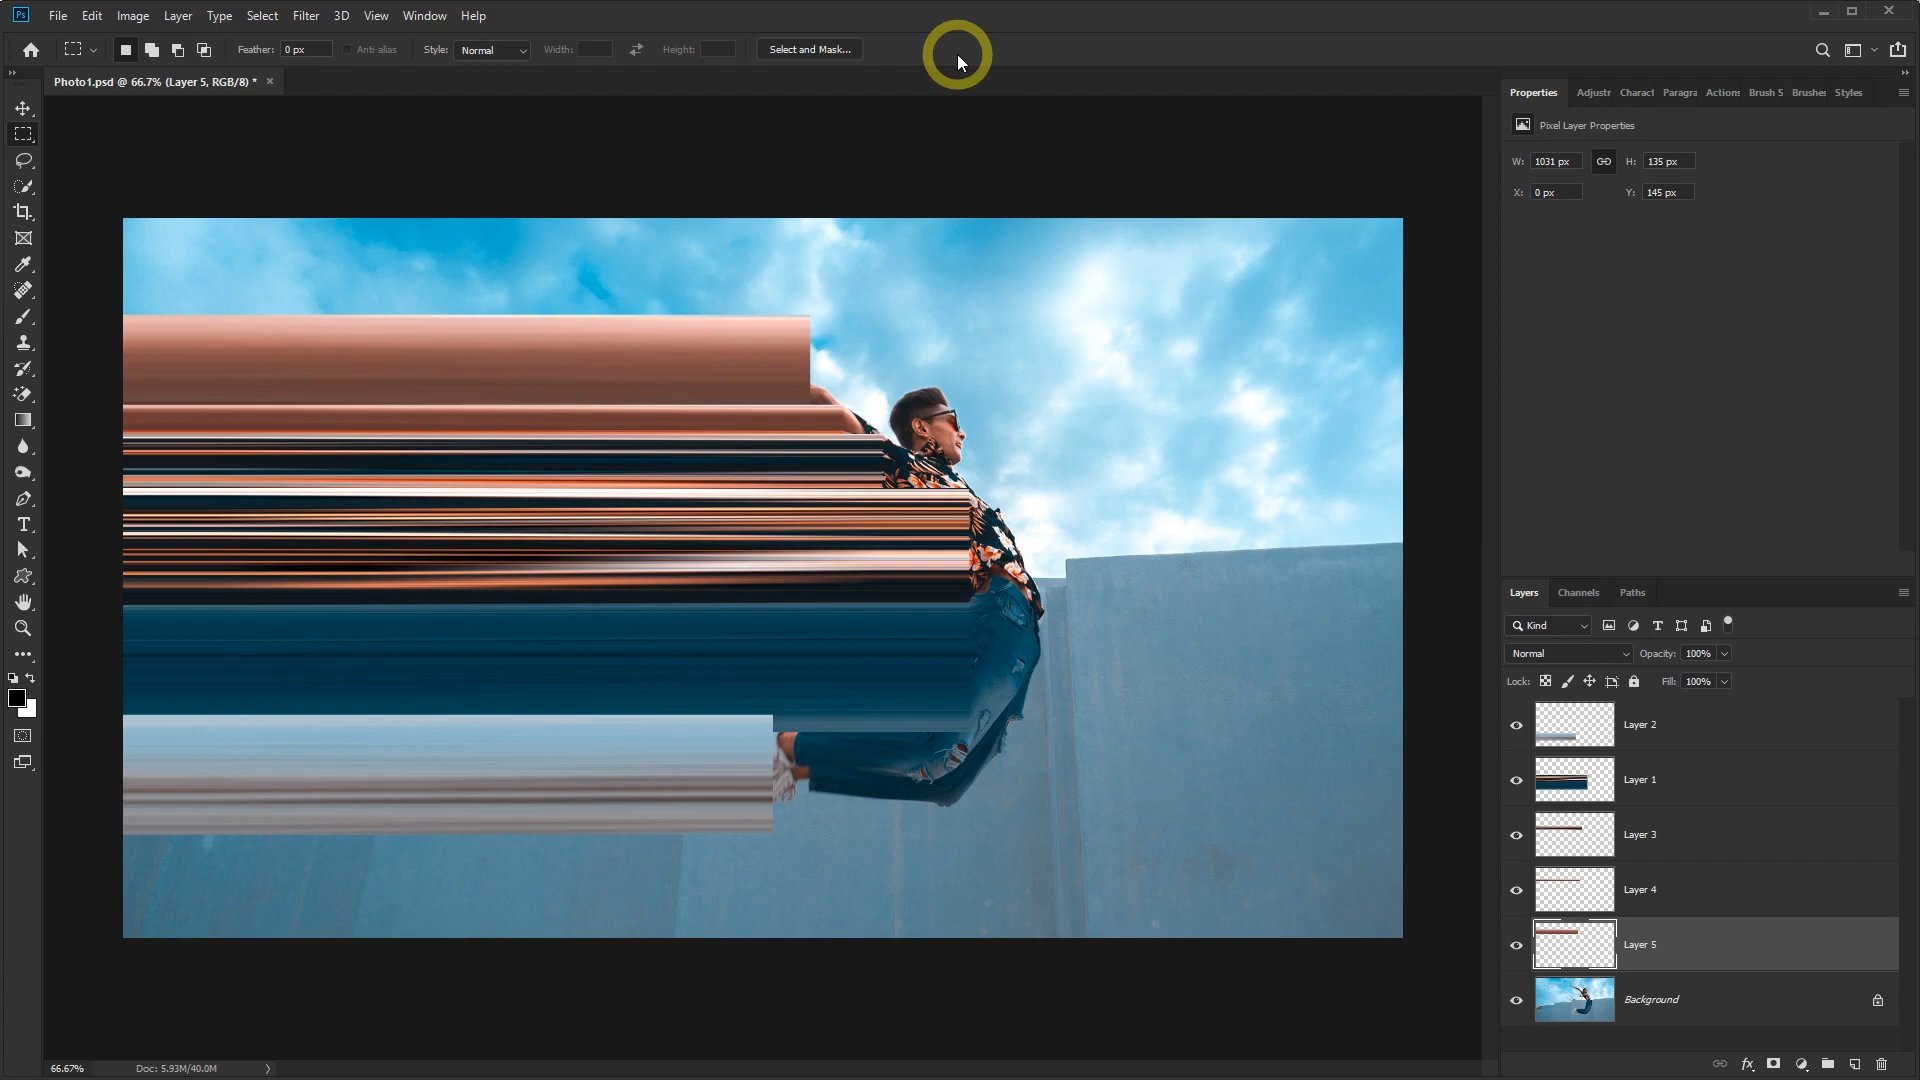 Ps File Edit Image Layer Type Select Filter 3D View Window Help
Feather: 0 px Anti-alias Style: Normal Width: Height: Select and Mask...
Photo1.psd @ 66.7% (Layer 5, RGB/8) *
Properties Adjustr Charact Paragra Actions Brush S Brushes Styles
Pixel Layer Properties
W: 1031 px H: 135 px
X: 0 px Y: 145 px
Layers Channels Paths
Kind
Normal Opacity: 100%
Lock: Fill: 100%
Layer 2
Layer 1
Layer 3
Layer 4
Layer 5
Background
fx
66.67% Doc: 5.93M/40.0M